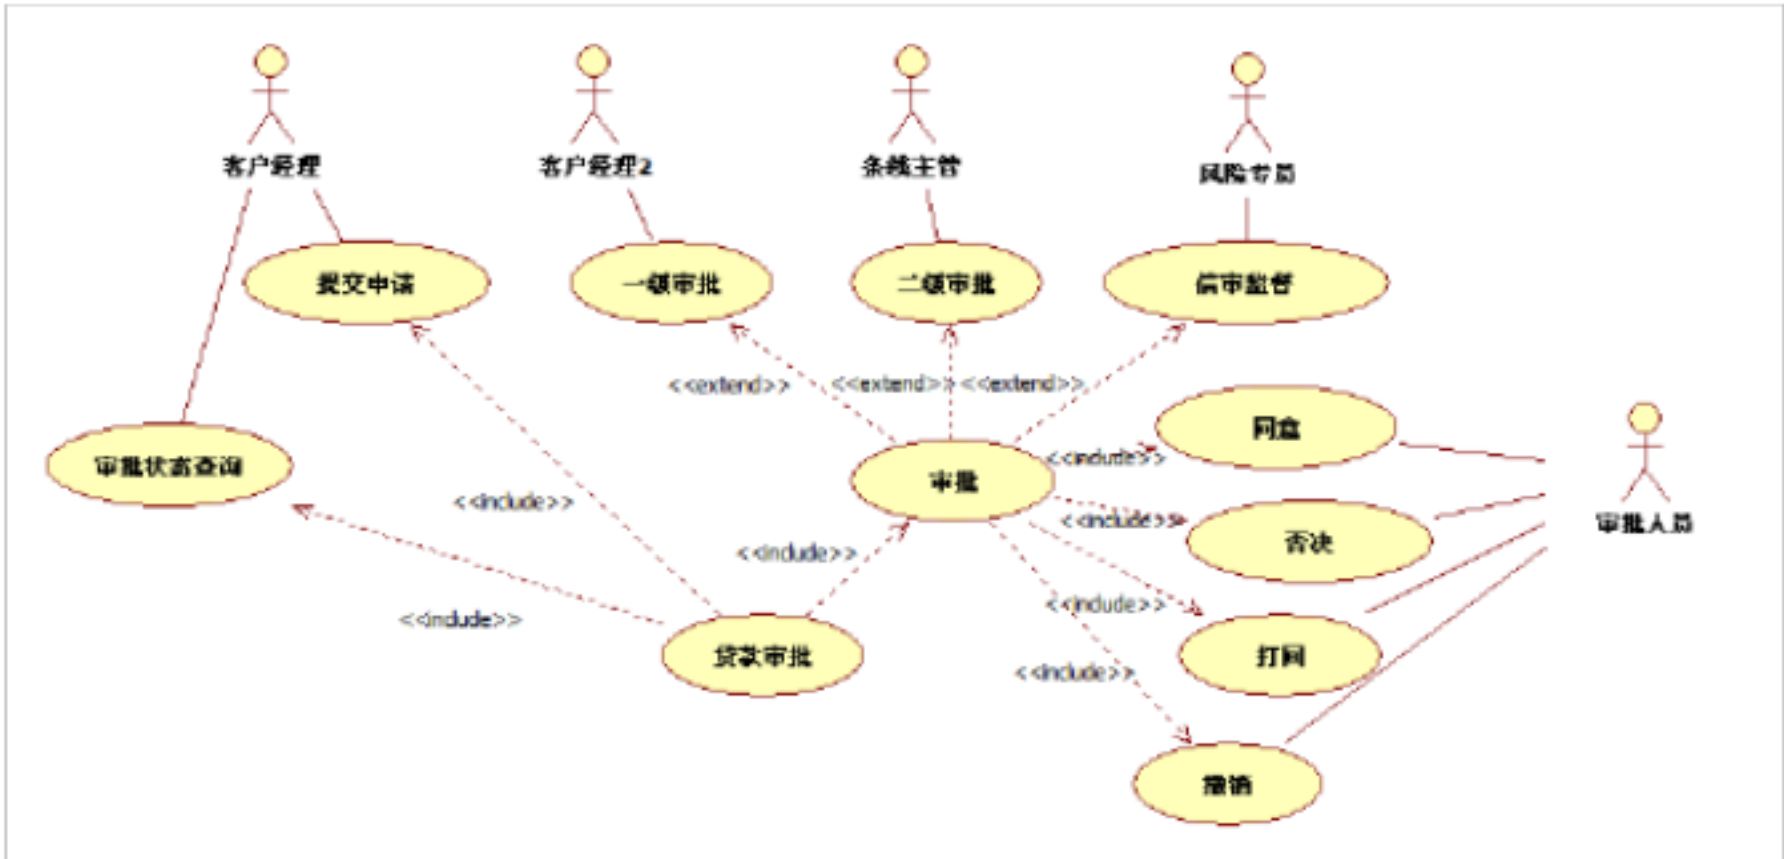 客户经理
客户经理2
条线主管
风险专员
提交申请
一级审批
二级审批
信审监督
<<extend>>
<<extend>>
<<extend>>
同意
<<include>>
审批状态查询
审批
<<include>>
<<include>>
审批人员
否决
<<include>>
<<include>>
<<include>>
贷款审批
打回
<<include>>
撤销